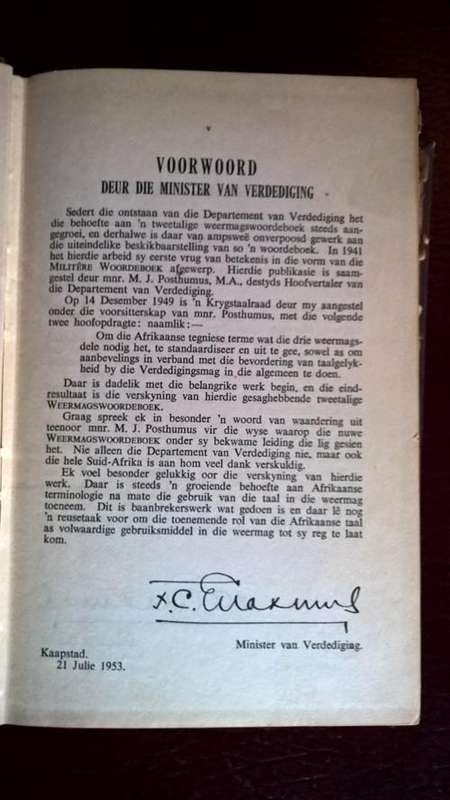 v
VOORWOORD
DEUR DIE MINISTER VAN VERDEDIGING
Sedert die ontstaan van die Departement van Verdediging het
die behoefte aan 'n tweetalige weermagswoordeboek steeds aan-
gegroei, en derhalwe is daar van ampsweë onverpoosd gewerk aan
die uiteindelike beskikbaarstelling van so 'n woordeboek. In 1941
het hierdie arbeid sy eerste vrug van betekenis in die vorm van die
MILITÊRE WOORDEBOEK afgewerp. Hierdie publikasie is saam-
gestel deur mnr. M. J. Posthumus, M.A., destyds Hoofvertaler van
die Departement van Verdediging.
Op 14 Desember 1949 is 'n Krygstaalraad deur my aangestel
onder die voorsitterskap van mnr. Posthumus, met die volgende
twee hoofopdragte: naamlik:—
Om die Afrikaanse tegniese terme wat die drie weermags-
dele nodig het, te standaardiseer en uit te gee, sowel as om
aanbevelings in verband met die bevordering van taalgelyk-
heid by die Verdedigingsmag in die algemeen te doen.
Daar is dadelik met die belangrike werk begin, en die eind-
resultaat is die verskyning van hierdie gesaghebbende tweetalige
WEERMAGSWOORDEBOEK.
Graag spreek ek in besonder 'n woord van waardering uit
teenoor mnr. M. J. Posthumus vir die wyse waarop die nuwe
WEERMAGSWOORDEBOEK onder sy bekwame leiding die lig gesien
het. Nie alleen die Departement van Verdediging nie, maar ook
die hele Suid-Afrika is aan hom veel dank verskuldig.
Ek voel besonder gelukkig oor die verskyning van hierdie
werk. Daar is steeds 'n groeiende behoefte aan Afrikaanse
terminologie na mate die gebruik van die taal in die weermag
toeneem. Dit is baanbrekerswerk wat gedoen is en daar lê nog
'n reusetaak voor om die toenemende rol van die Afrikaanse taal
as volwaardige gebruiksmiddel in die weermag tot sy reg te laat
kom.
F. C. Erasmus
Minister van Verdediging.
Kaapstad.
21 Julie 1953.